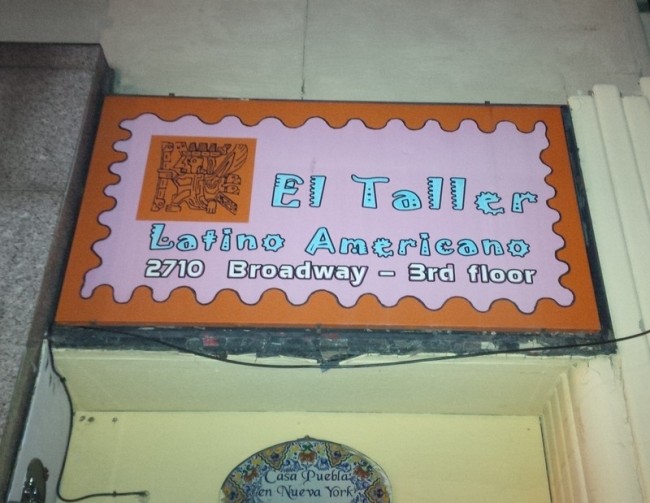 El Taller
Latino Americano
2710 Broadway - 3rd floor
Casa Puebla
en Nueva York